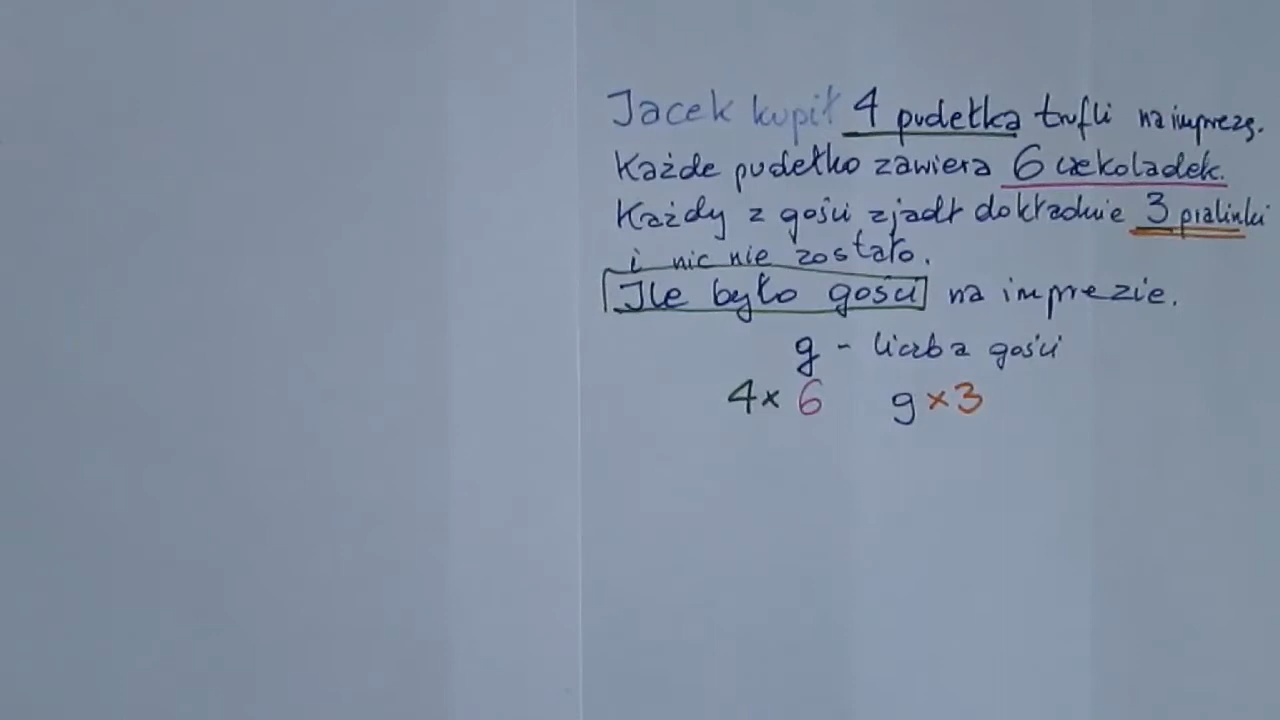 Jacek kupił 4 pudełka trufli na imprezę.
Każde pudełko zawiera 6 czekoladek.
Każdy z gości zjadł dokładnie 3 pralinki
i nic nie zostało.
Ile było gości na imprezie.
g - liczba gości
4 × 6 g × 3